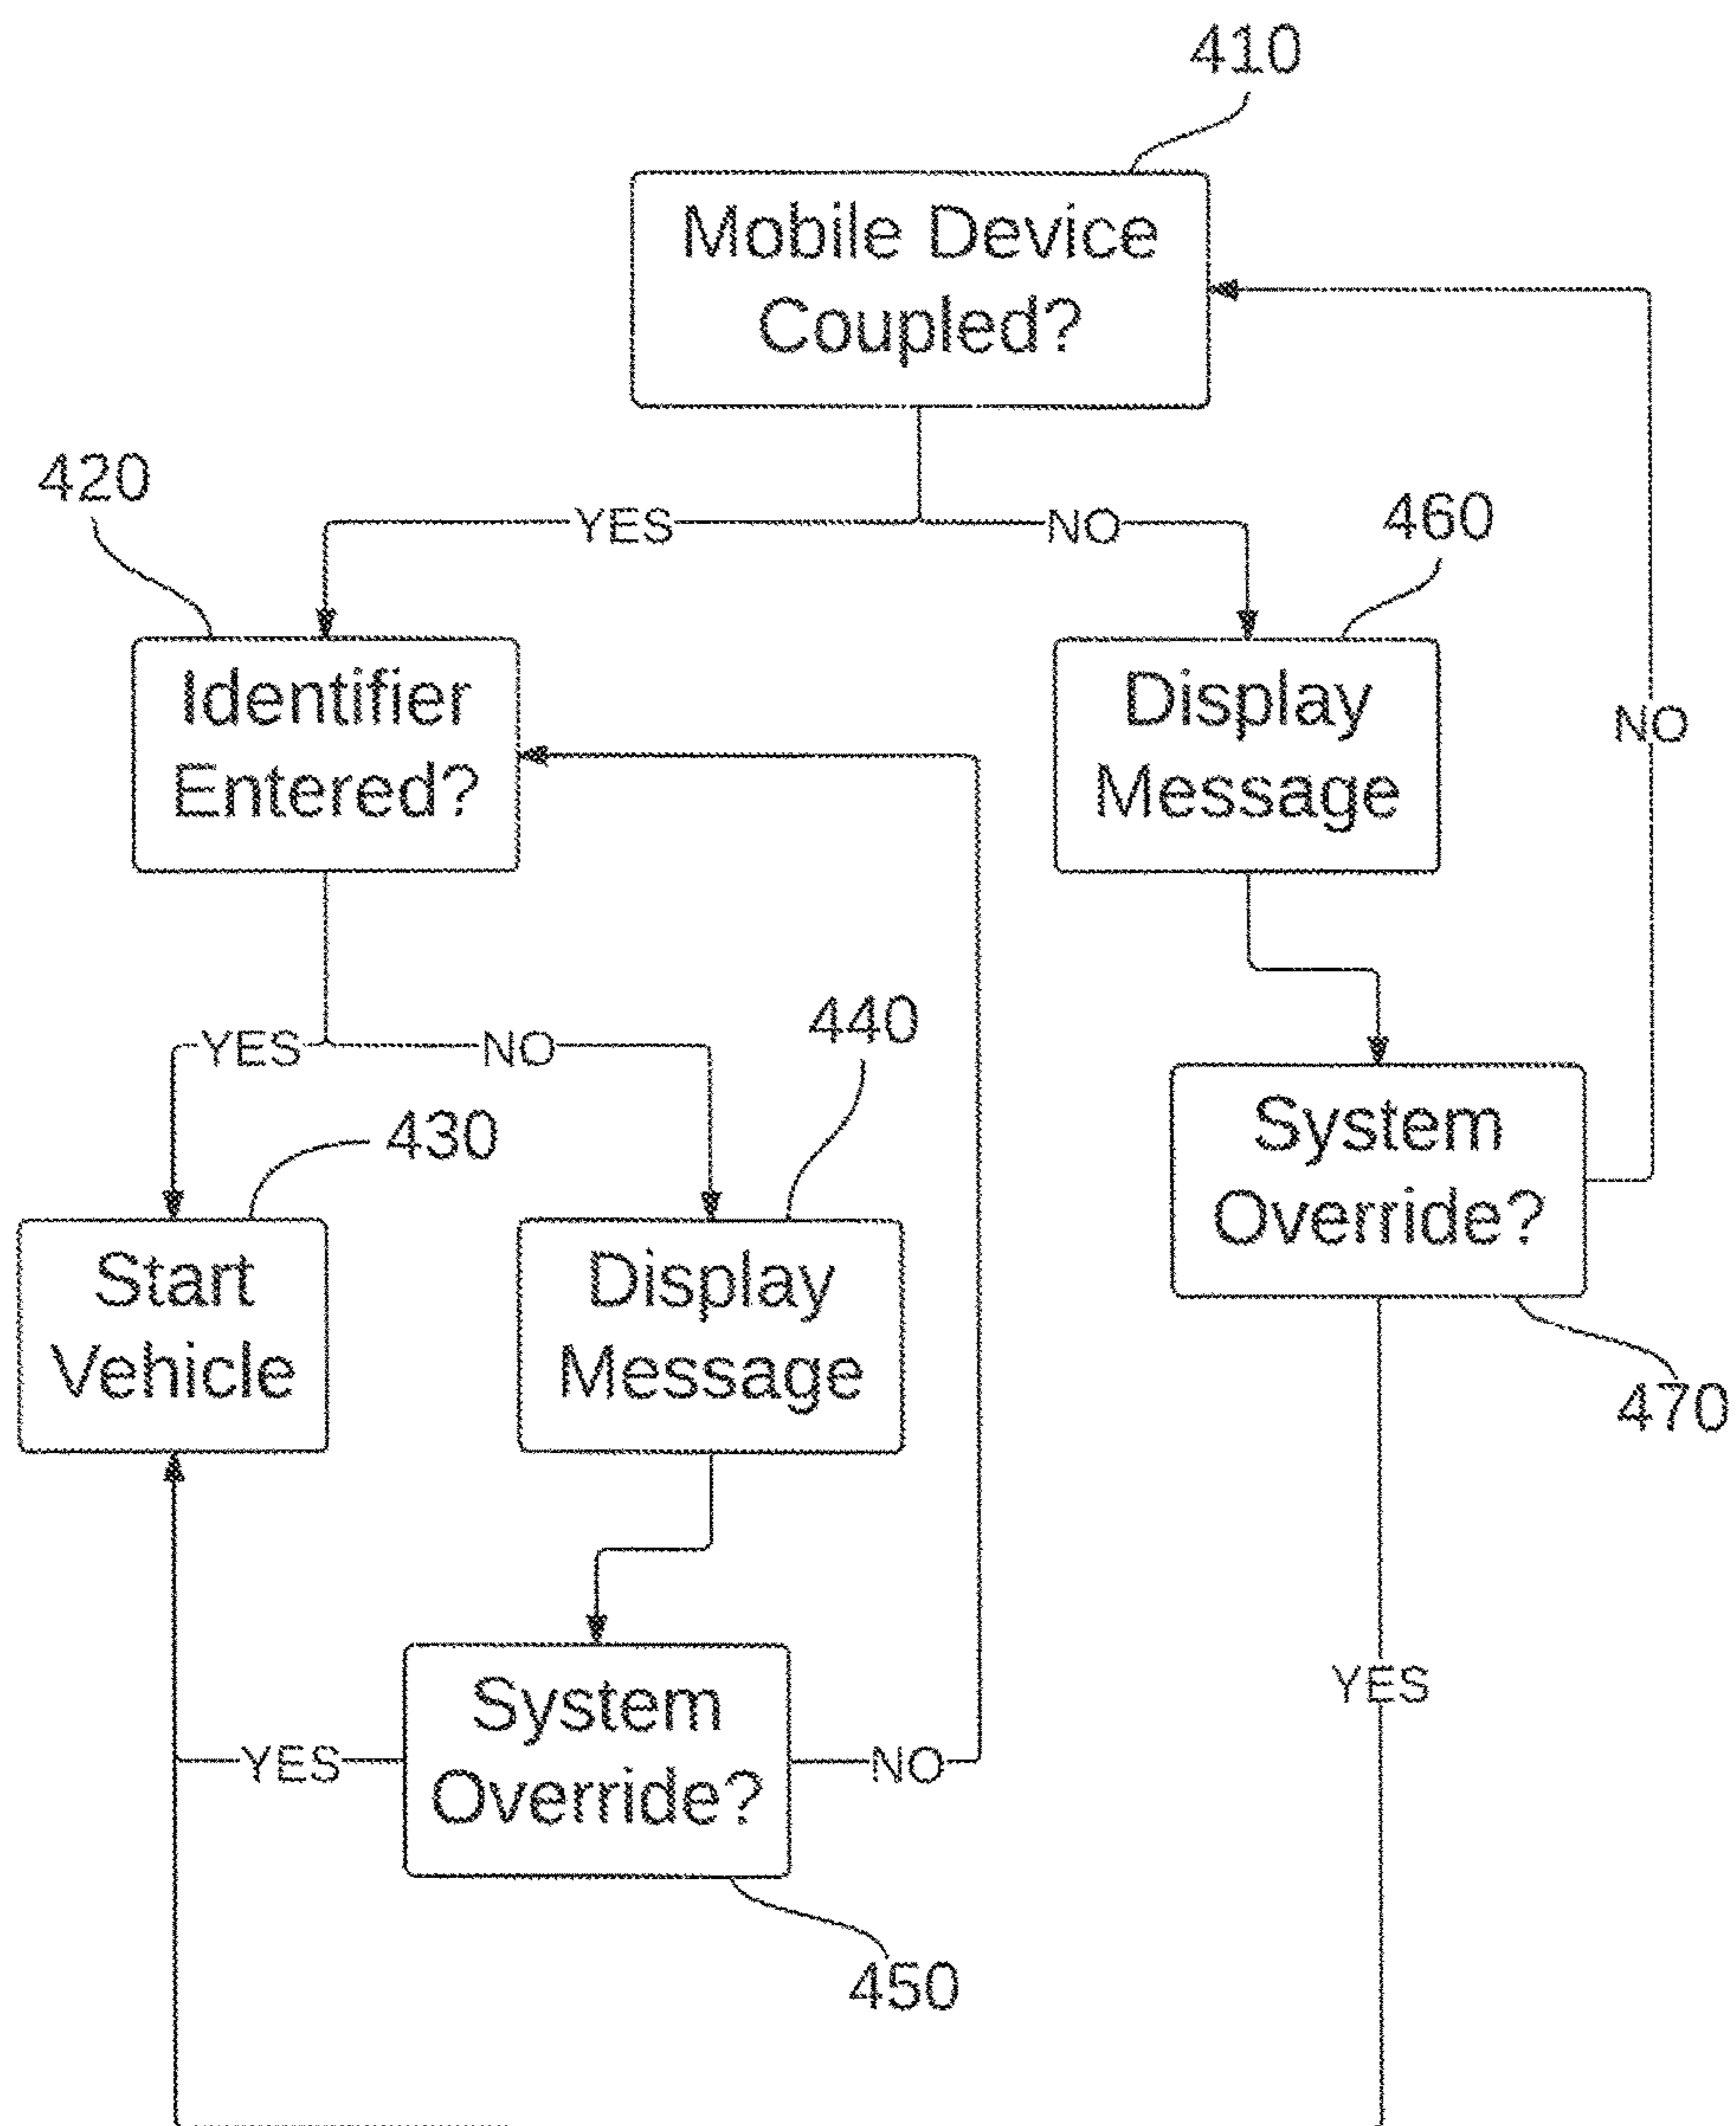 410
Mobile Device
Coupled?
YES
NO
420
460
Identifier
Entered?
Display
Message
NO
YES
NO
440
430
Start
Vehicle
Display
Message
System
Override?
470
System
Override?
YES
NO
YES
450